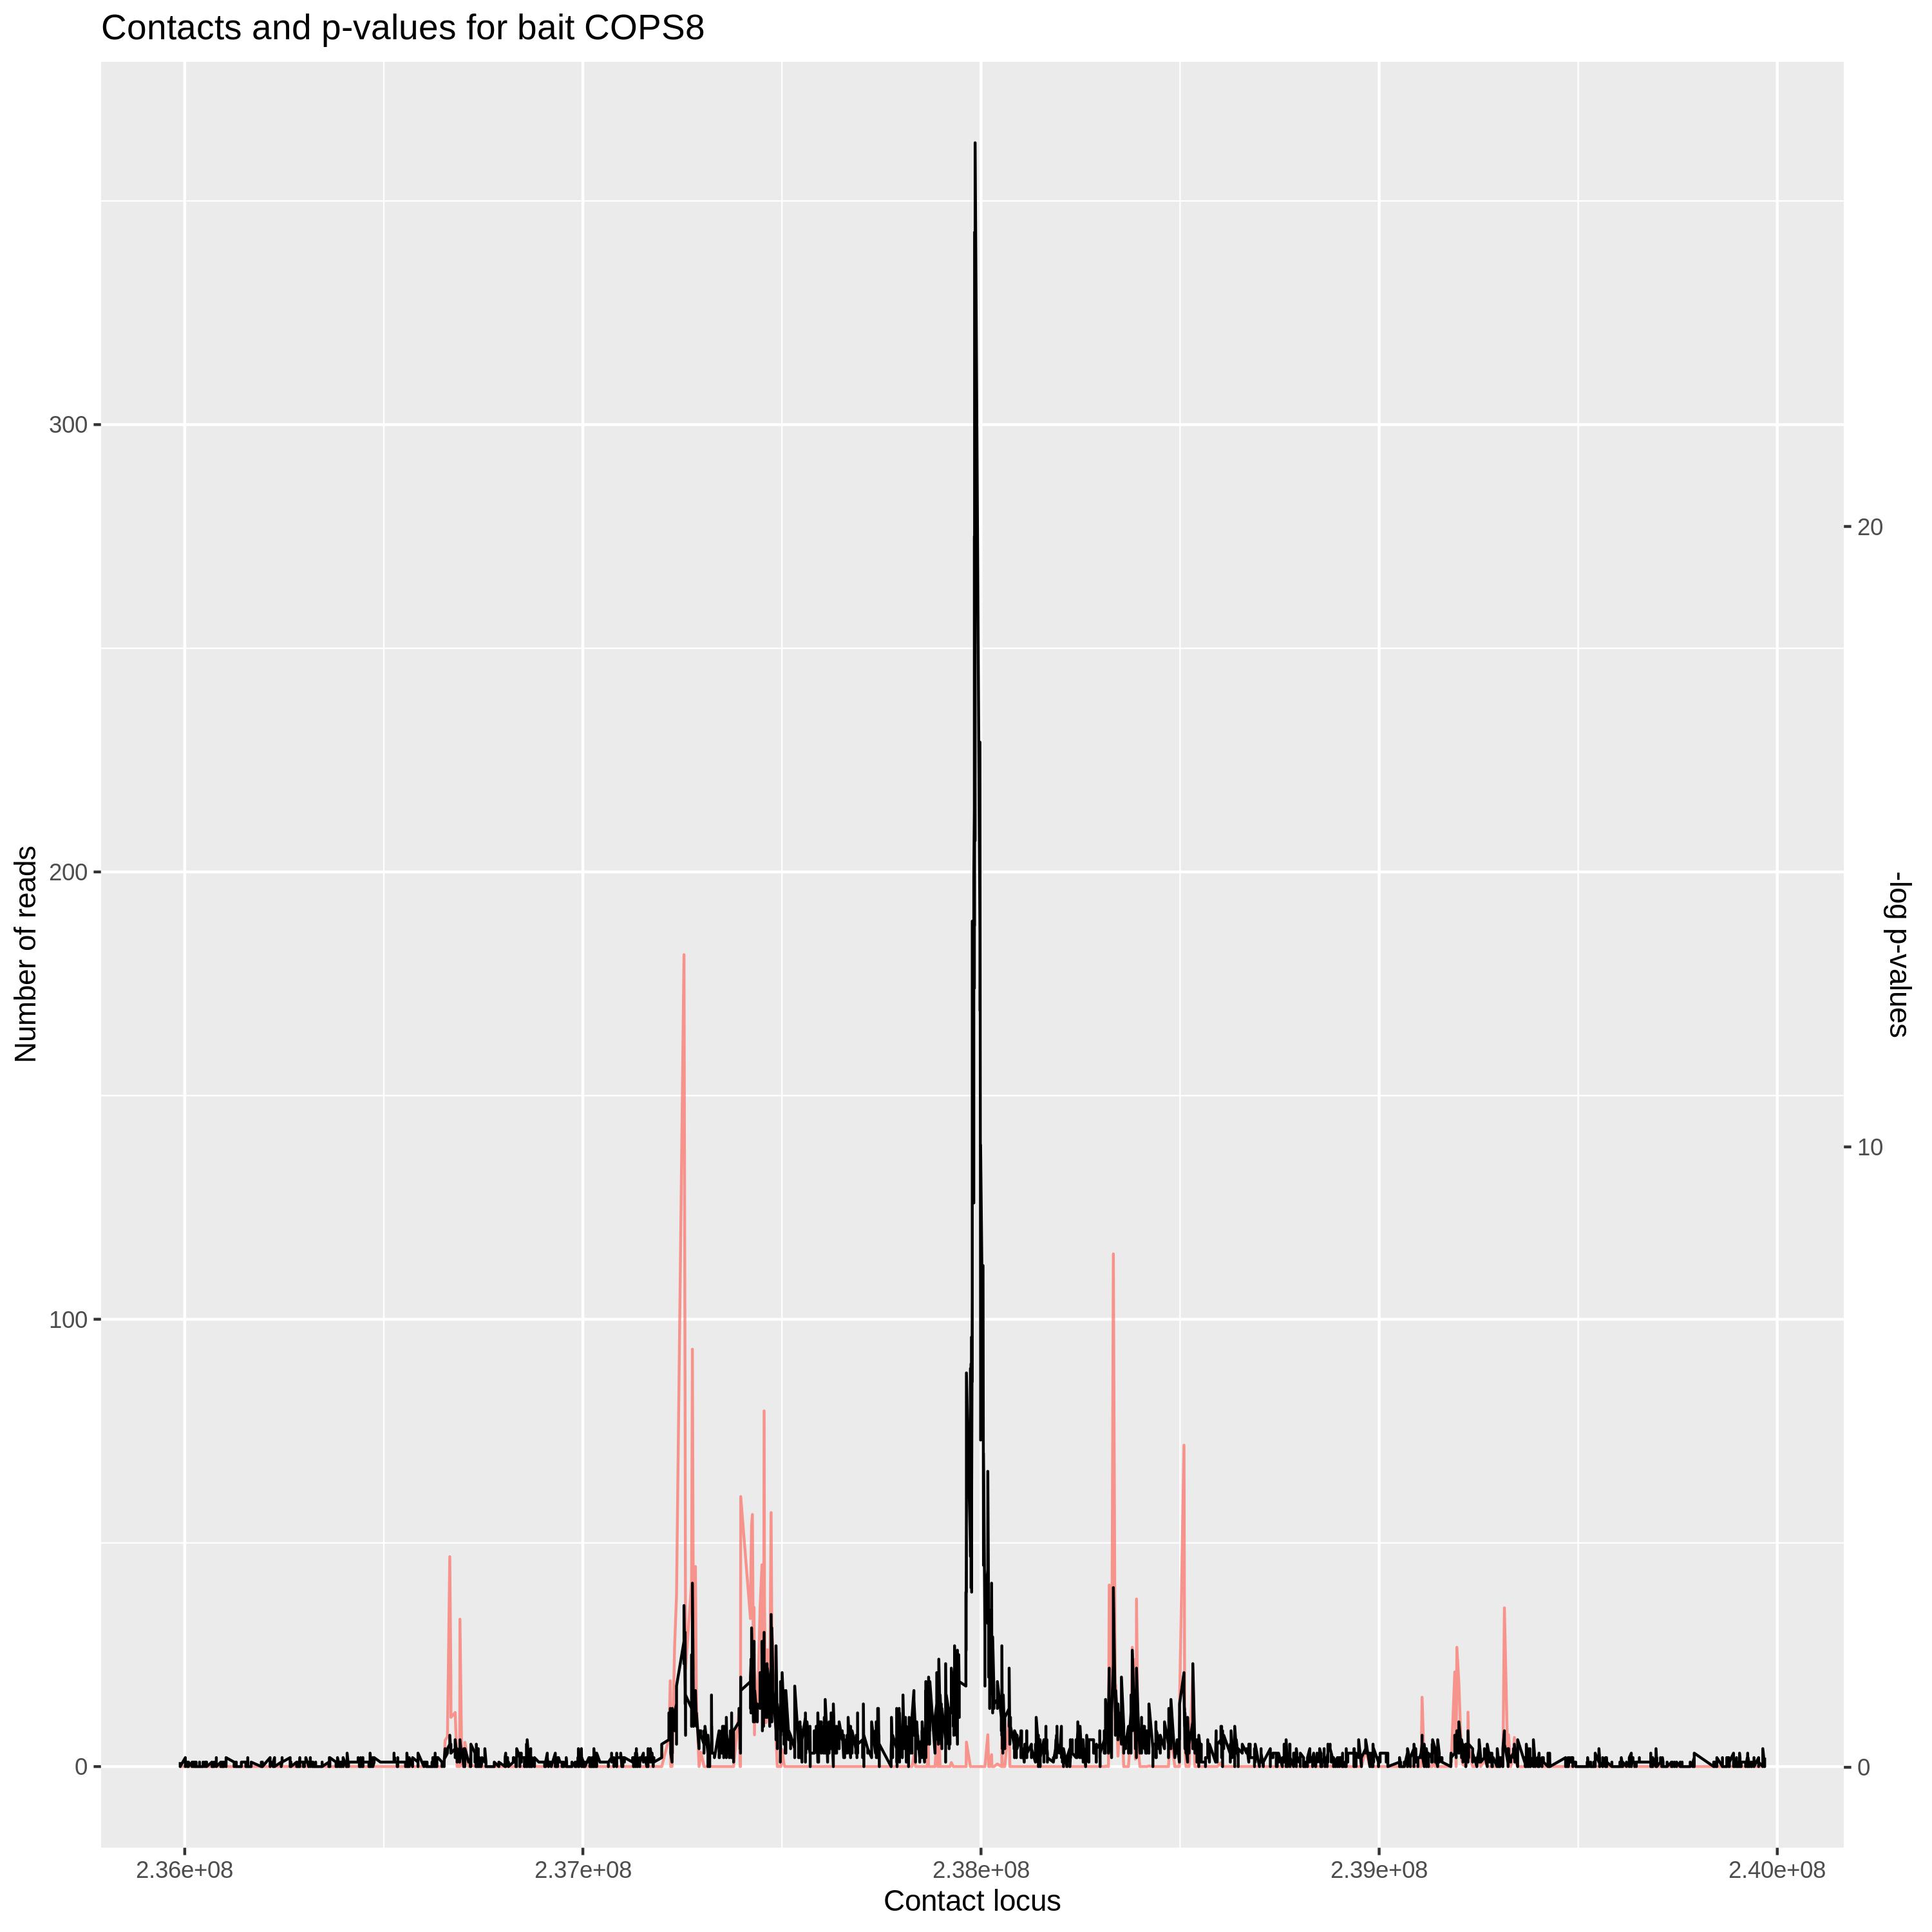 Contacts and p-values for bait COPS8
Number of reads
300
200
100
0
20
10
0
-log p-values
2.36e+08
2.37e+08
2.38e+08
2.39e+08
2.40e+08
Contact locus